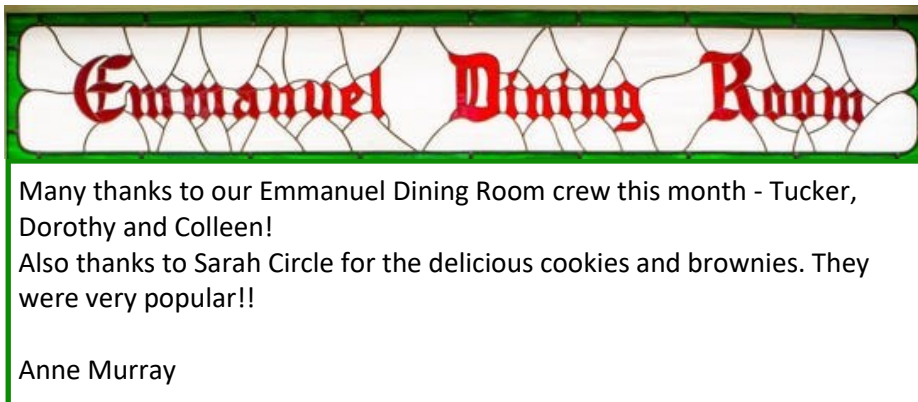 Emmanuel Dining Room
Many thanks to our Emmanuel Dining Room crew this month - Tucker,
Dorothy and Colleen!
Also thanks to Sarah Circle for the delicious cookies and brownies. They
were very popular!!
Anne Murray